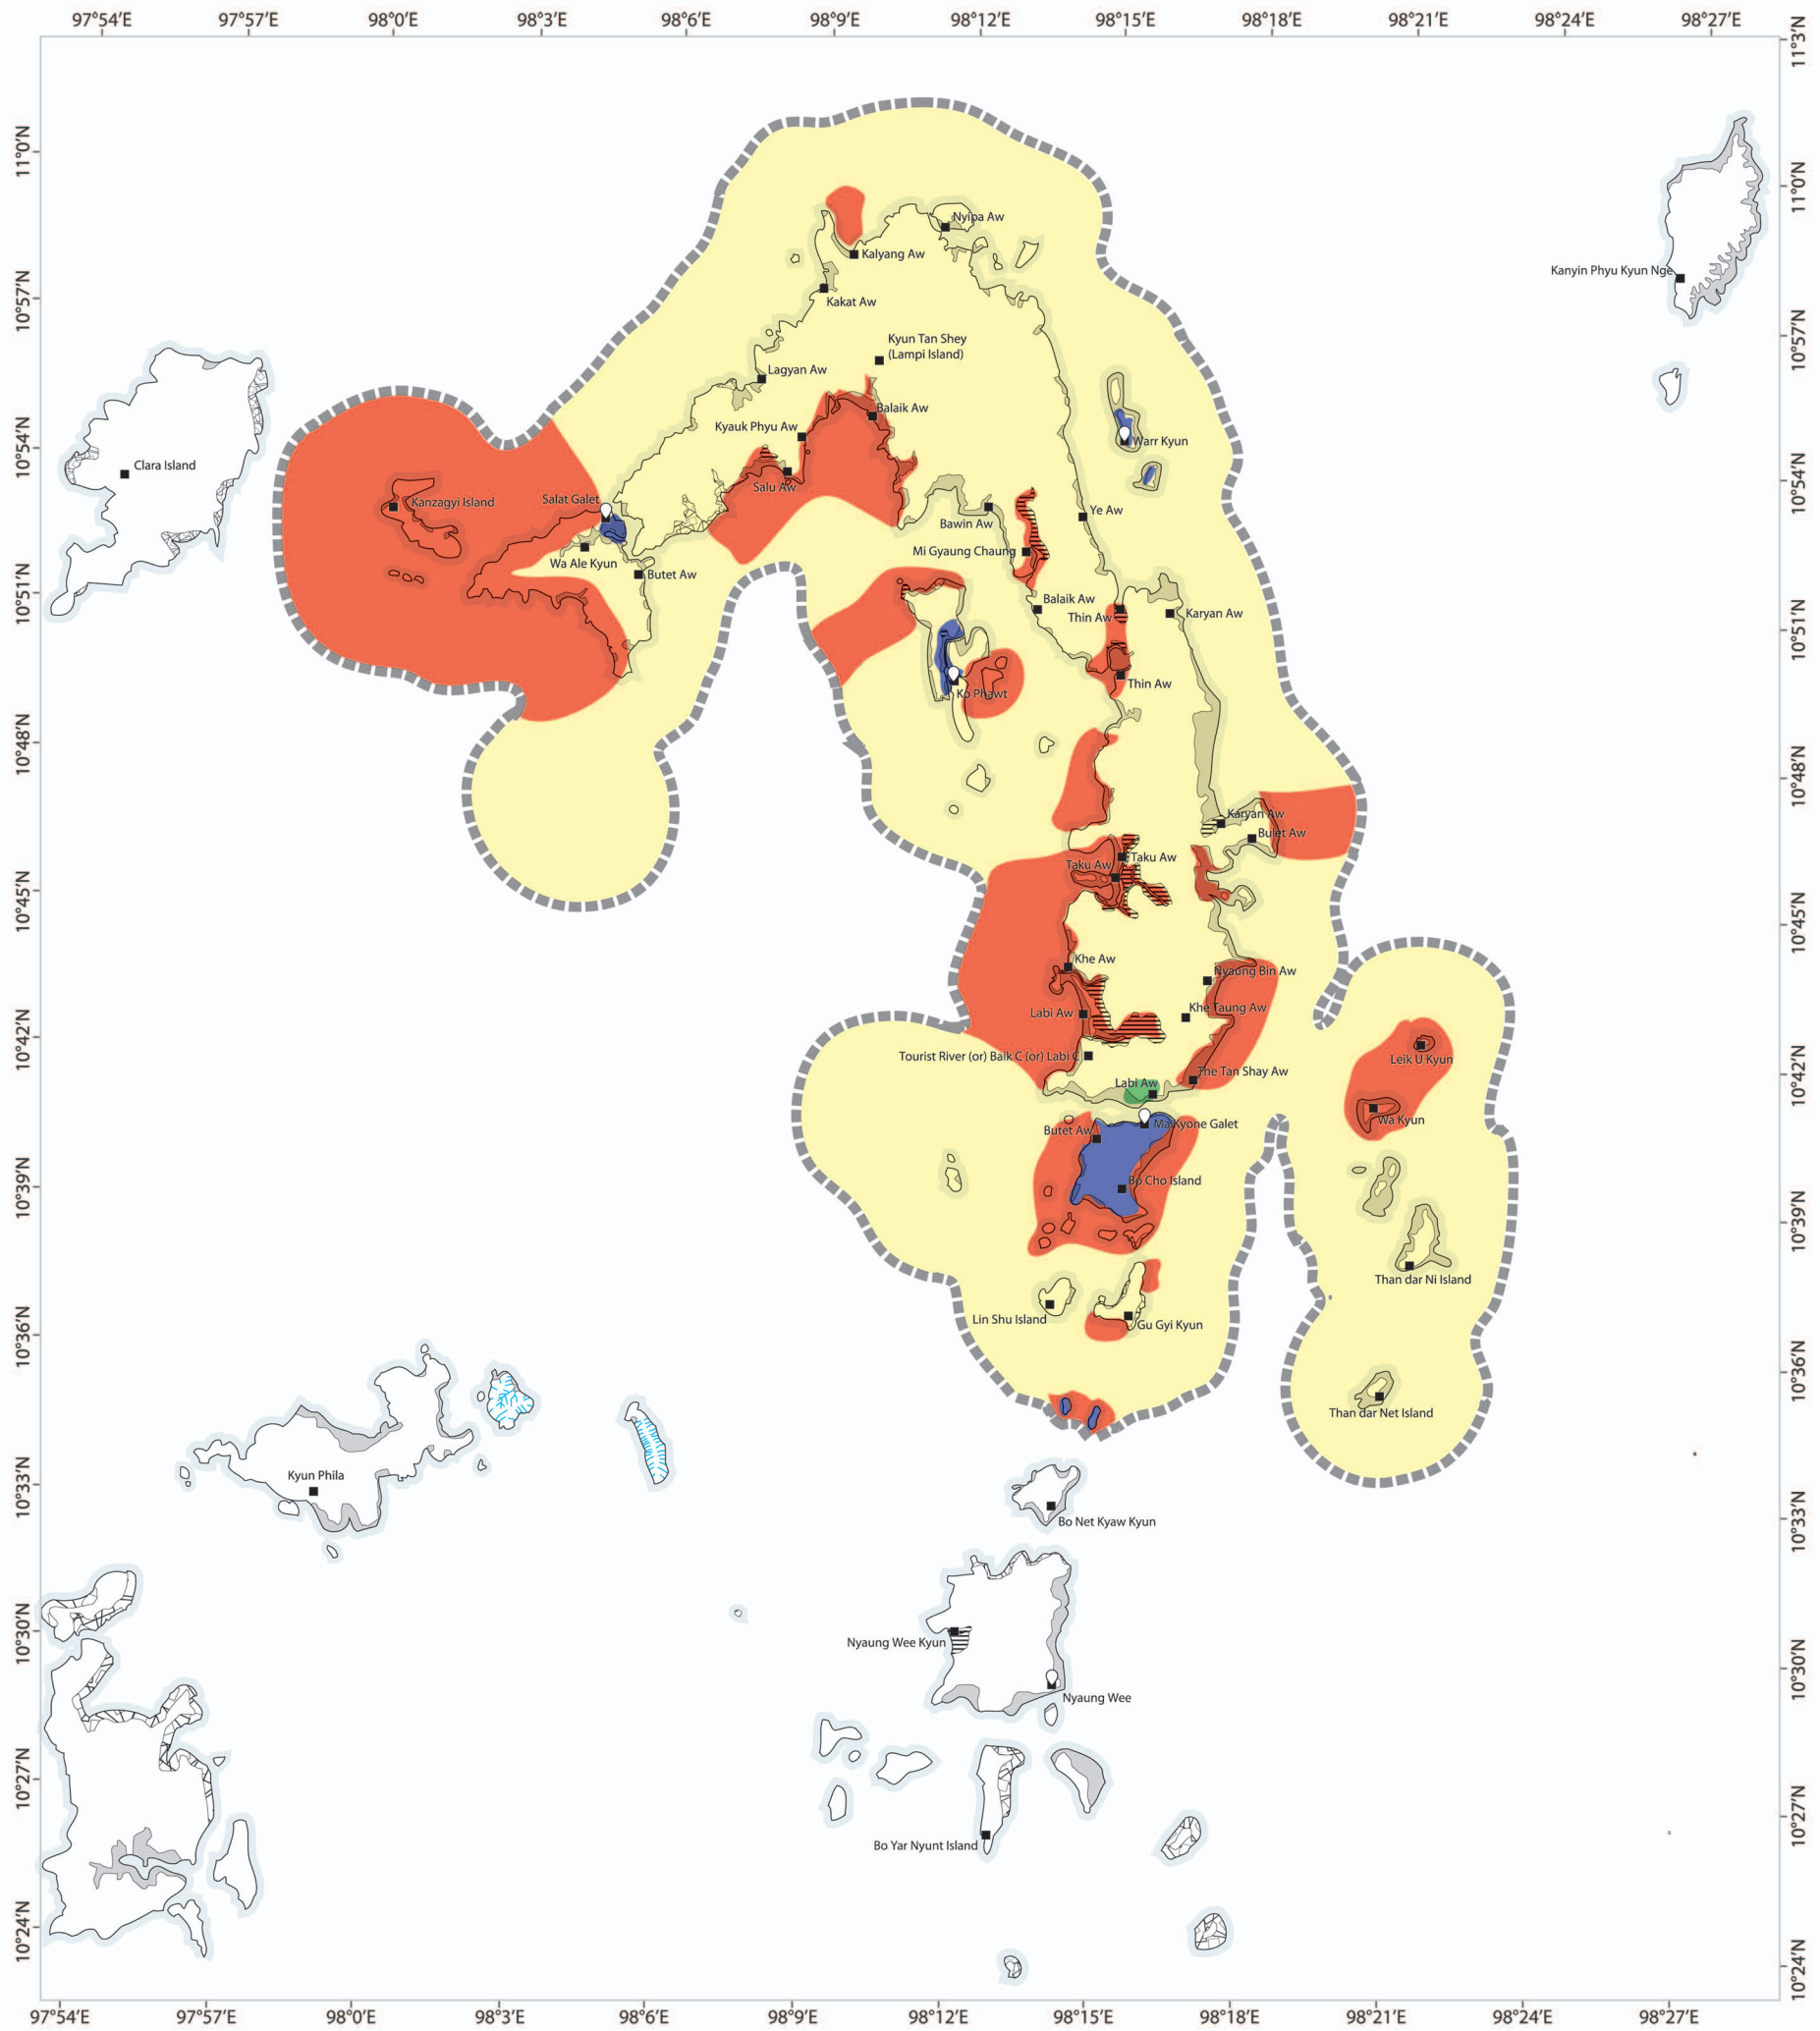 97°54′E 97°57′E 98°0′E 98°3′E 98°6′E 98°9′E 98°12′E 98°15′E 98°18′E 98°21′E 98°24′E 98°27′E
11°3′N
11°0′N
11°0′N
Nyipa Aw
Kalyang Aw
Kanyin Phyu Kyun Nge
10°57′N
Kakat Aw
10°57′N
Kyun Tan Shey
(Lampi Island)
Lagyan Aw
Balaik Aw
Kyauk Phyu Aw
Warr Kyun
10°54′N
Clara Island
10°54′N
Salu Aw
Salat Galet
Kanzagyi Island
Ye Aw
Bawin Aw
Mi Gyaung Chaung
Wa Ale Kyun
Butet Aw
10°51′N
Balaik Aw
Karyan Aw
Thin Aw
10°51′N
Thin Aw
Ko Phawt
10°48′N
10°48′N
Karyan Aw
Bulet Aw
Taku Aw
Taku Aw
10°45′N
10°45′N
Khe Aw
Nyaung Bin Aw
Khe Taung Aw
Labi Aw
10°42′N
Tourist River (or) Baik C (or) Labi C
Leik U Kyun
The Tan Shay Aw
10°42′N
Labi Aw
Wa Kyun
Ma Kyone Galet
Butet Aw
Bo Cho Island
10°39′N
10°39′N
Than dar Ni Island
Lin Shu Island
Gu Gyi Kyun
10°36′N
10°36′N
Than dar Net Island
Kyun Phila
10°33′N
Bo Net Kyaw Kyun
10°33′N
10°30′N
Nyaung Wee Kyun
10°30′N
Nyaung Wee
10°27′N
10°27′N
Bo Yar Nyunt Island
10°24′N
10°24′N
97°54′E 97°57′E 98°0′E 98°3′E 98°6′E 98°9′E 98°12′E 98°15′E 98°18′E 98°21′E 98°24′E 98°27′E